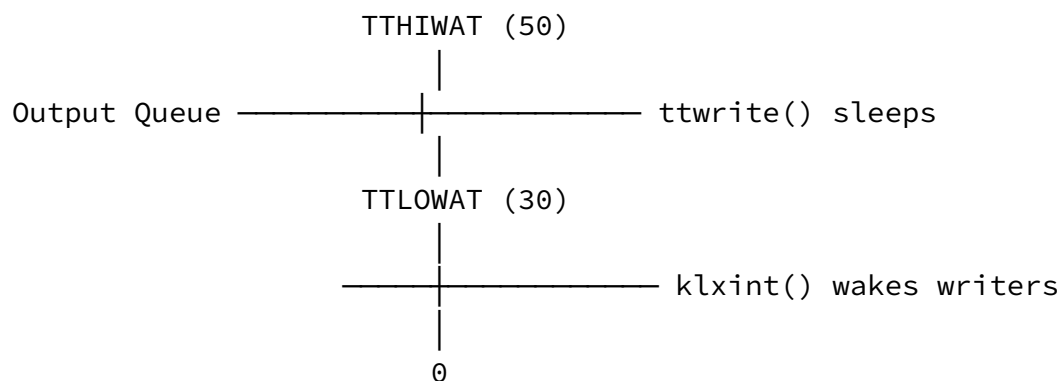 TTHIWAT (50)
Output Queue ttwrite() sleeps
TTLOWAT (30)
klxint() wakes writers
0